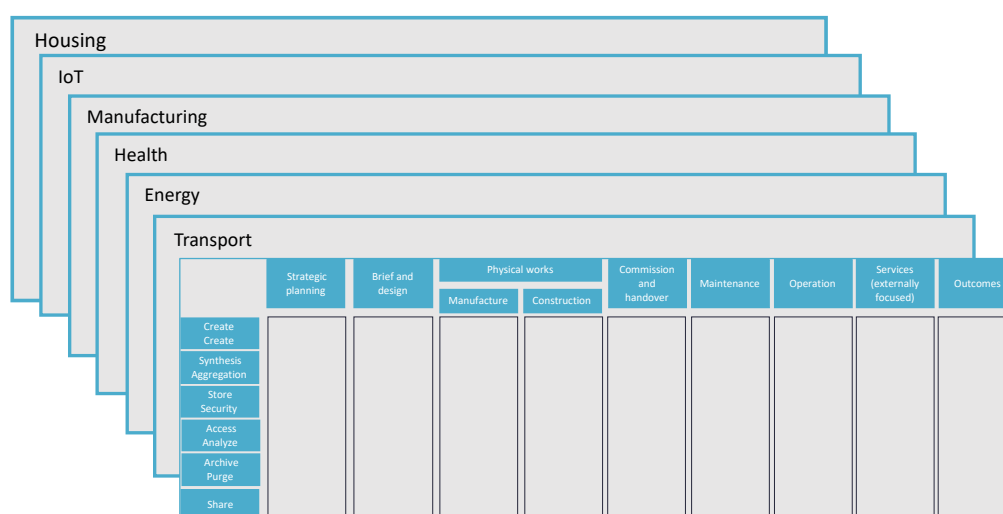 Housing
IoT
Manufacturing
Health
Energy
Transport
Strategic
planning
Brief and
design
Physical works
Manufacture
Construction
Commission
and
handover
Maintenance
Operation
Services
(externally
focused)
Outcomes
Create
Create
Synthesis
Aggregation
Store
Security
Access
Analyze
Archive
Purge
Share